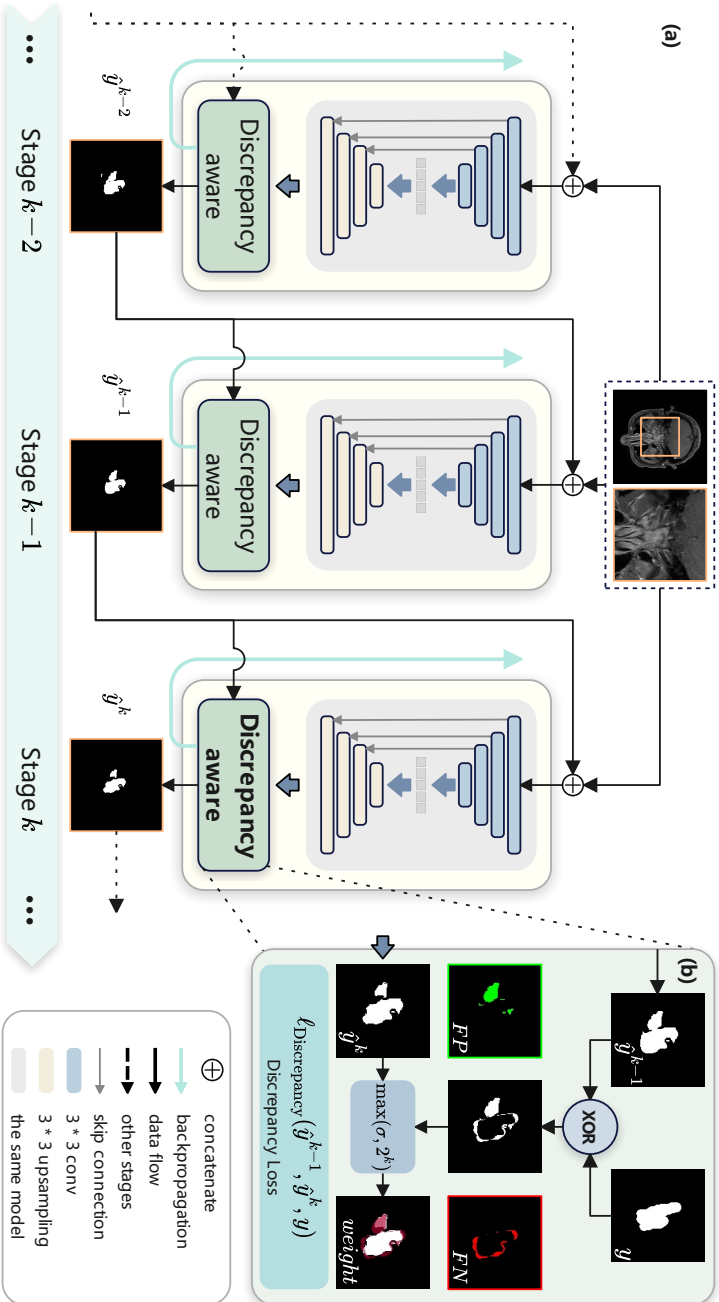 (a)
Discrepancy
aware
ŷ^{k−2}
Discrepancy
aware
ŷ^{k−1}
Discrepancy
aware
ŷ^{k}
...
Stage k−2
Stage k−1
Stage k
...
(b)
ŷ^{k−1}
XOR
y
FP
FN
ŷ^{k}
max(σ, 2^{k})
weight
ℓ_{Discrepancy}(ŷ^{k−1}, ŷ^{k}, y)
Discrepancy Loss
concatenate
backpropagation
data flow
other stages
skip connection
3 * 3 conv
3 * 3 upsampling
the same model